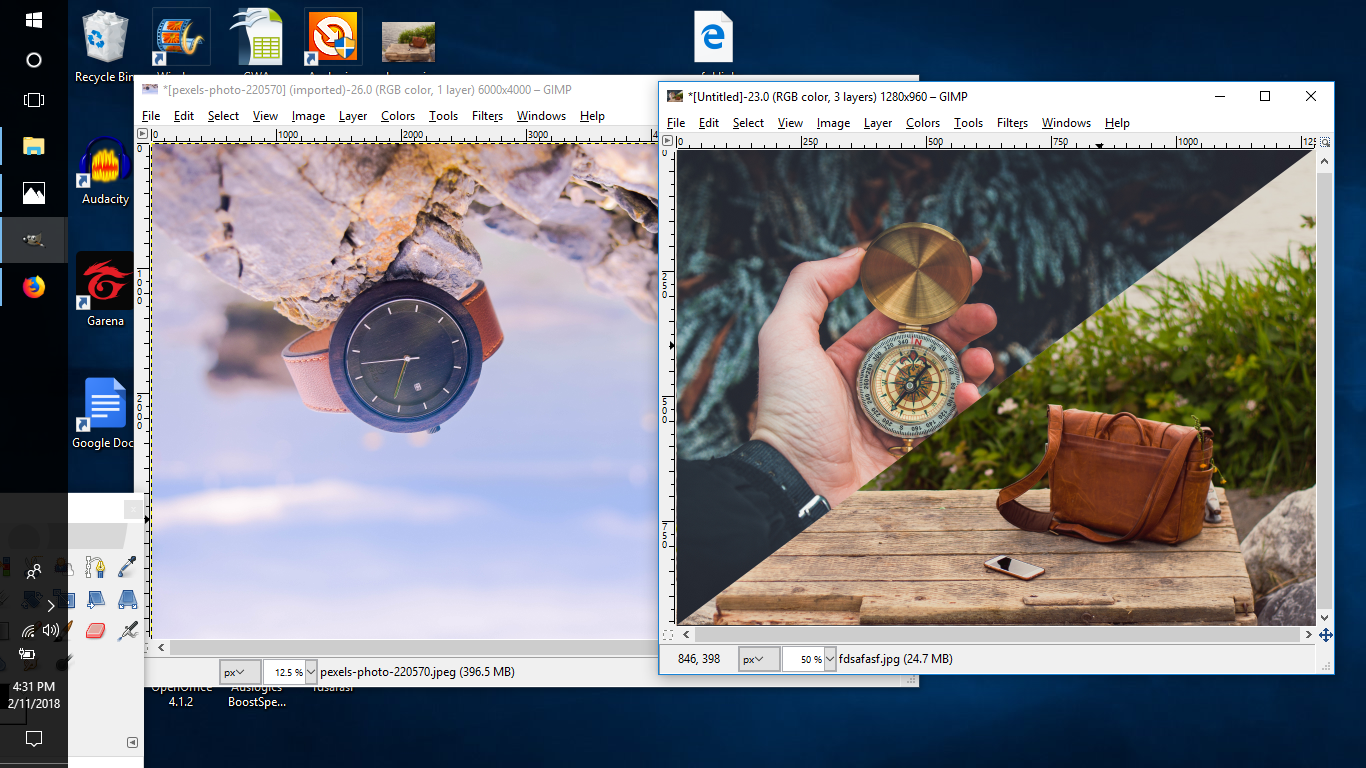 Recycle Bin
Audacity
Garena
Google Doc
*[pexels-photo-220570] (imported)-26.0 (RGB color, 1 layer) 6000x4000 – GIMP
File Edit Select View Image Layer Colors Tools Filters Windows Help
0 1000 2000 3000
0
1000
2000
px 12.5 % pexels-photo-220570.jpeg (396.5 MB)
*[Untitled]-23.0 (RGB color, 3 layers) 1280x960 – GIMP
File Edit Select View Image Layer Colors Tools Filters Windows Help
0 250 500 750 1000
0
250
500
750
N
S
846, 398 px 50 % fdsafasf.jpg (24.7 MB)
OpenOffice
4.1.2
Auslogics
BoostSpe...
fdsafasf
4:31 PM
2/11/2018